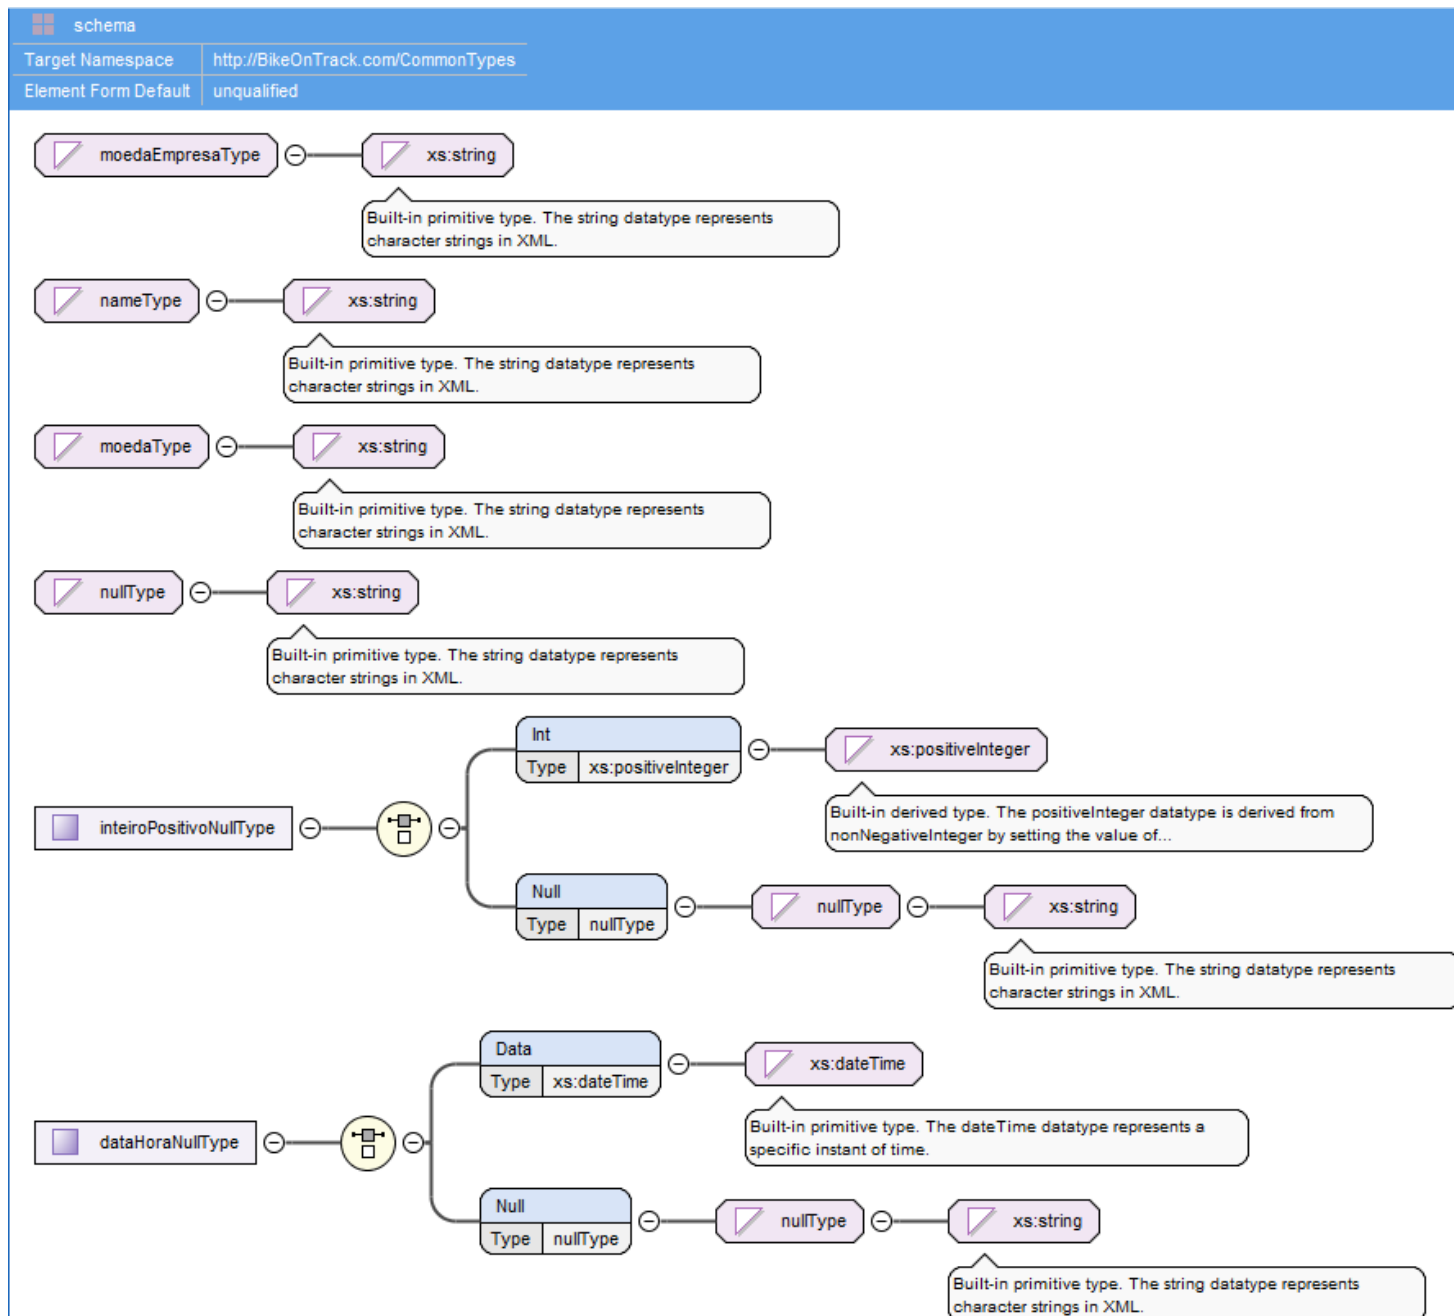 schema
Target Namespace http://BikeOnTrack.com/CommonTypes
Element Form Default unqualified
moedaEmpresaType xs:string
Built-in primitive type. The string datatype represents
character strings in XML.
nameType xs:string
Built-in primitive type. The string datatype represents
character strings in XML.
moedaType xs:string
Built-in primitive type. The string datatype represents
character strings in XML.
nullType xs:string
Built-in primitive type. The string datatype represents
character strings in XML.
Int
Type xs:positiveInteger
xs:positiveInteger
Built-in derived type. The positiveInteger datatype is derived from
nonNegativeInteger by setting the value of...
inteiroPositivoNullType
Null
Type nullType
nullType xs:string
Built-in primitive type. The string datatype represents
character strings in XML.
Data
Type xs:dateTime
xs:dateTime
Built-in primitive type. The dateTime datatype represents a
specific instant of time.
dataHoraNullType
Null
Type nullType
nullType xs:string
Built-in primitive type. The string datatype represents
character strings in XML.